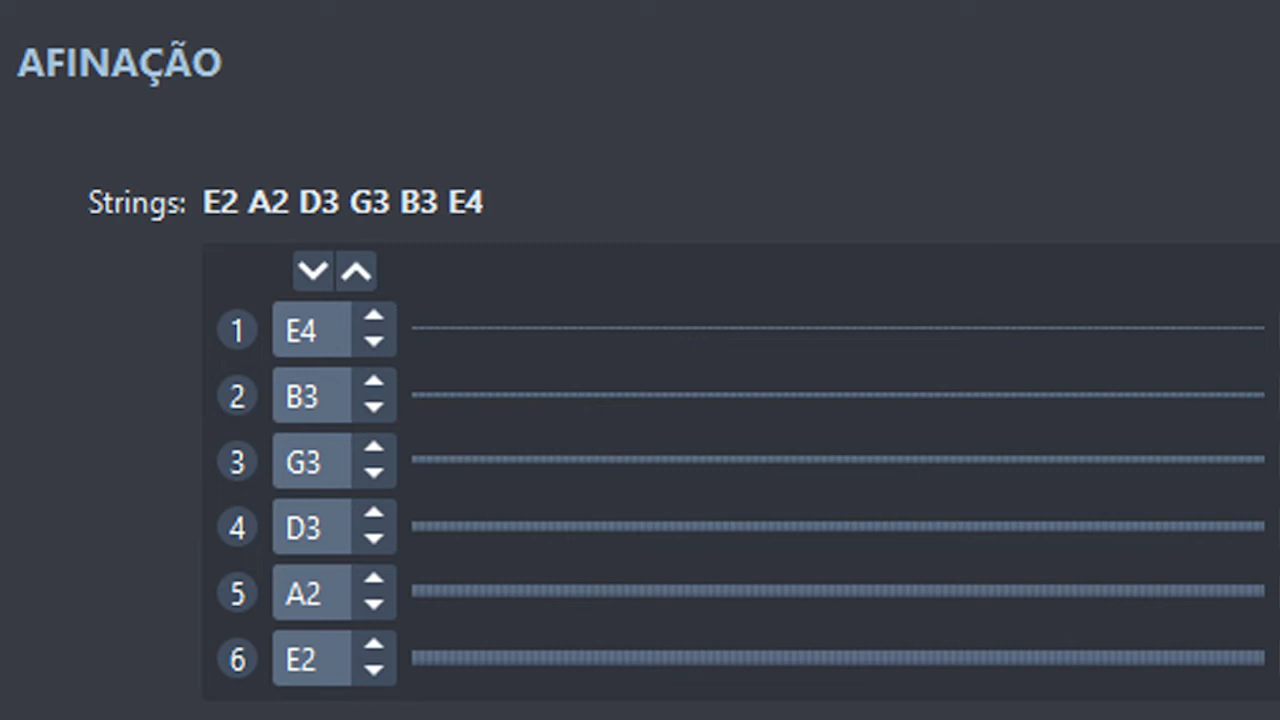 AFINAÇÃO
Strings: E2 A2 D3 G3 B3 E4
1 E4
2 B3
3 G3
4 D3
5 A2
6 E2